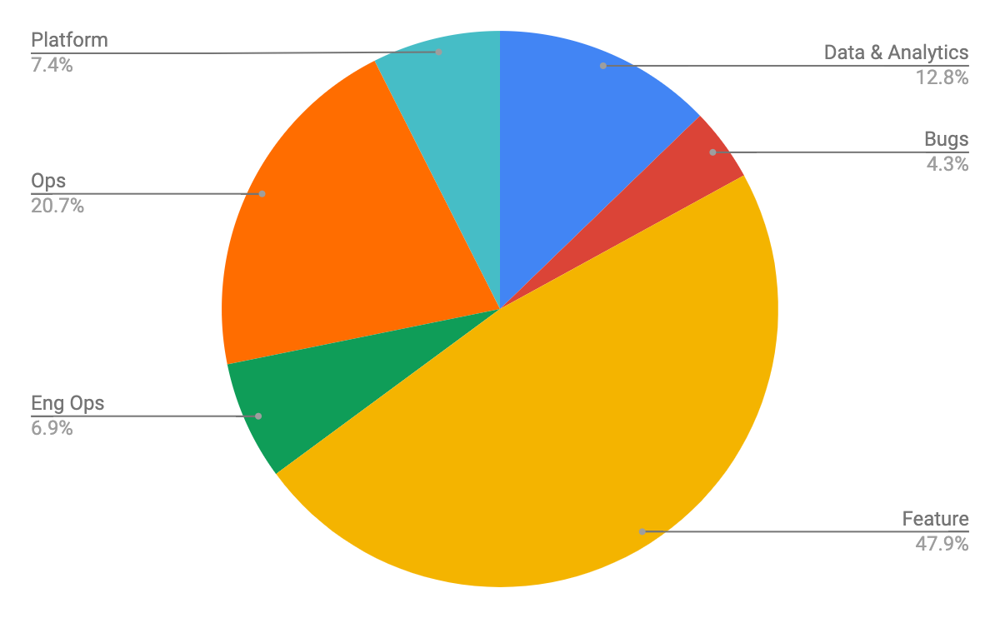 Platform
7.4%
Data & Analytics
12.8%
Bugs
4.3%
Ops
20.7%
Eng Ops
6.9%
Feature
47.9%